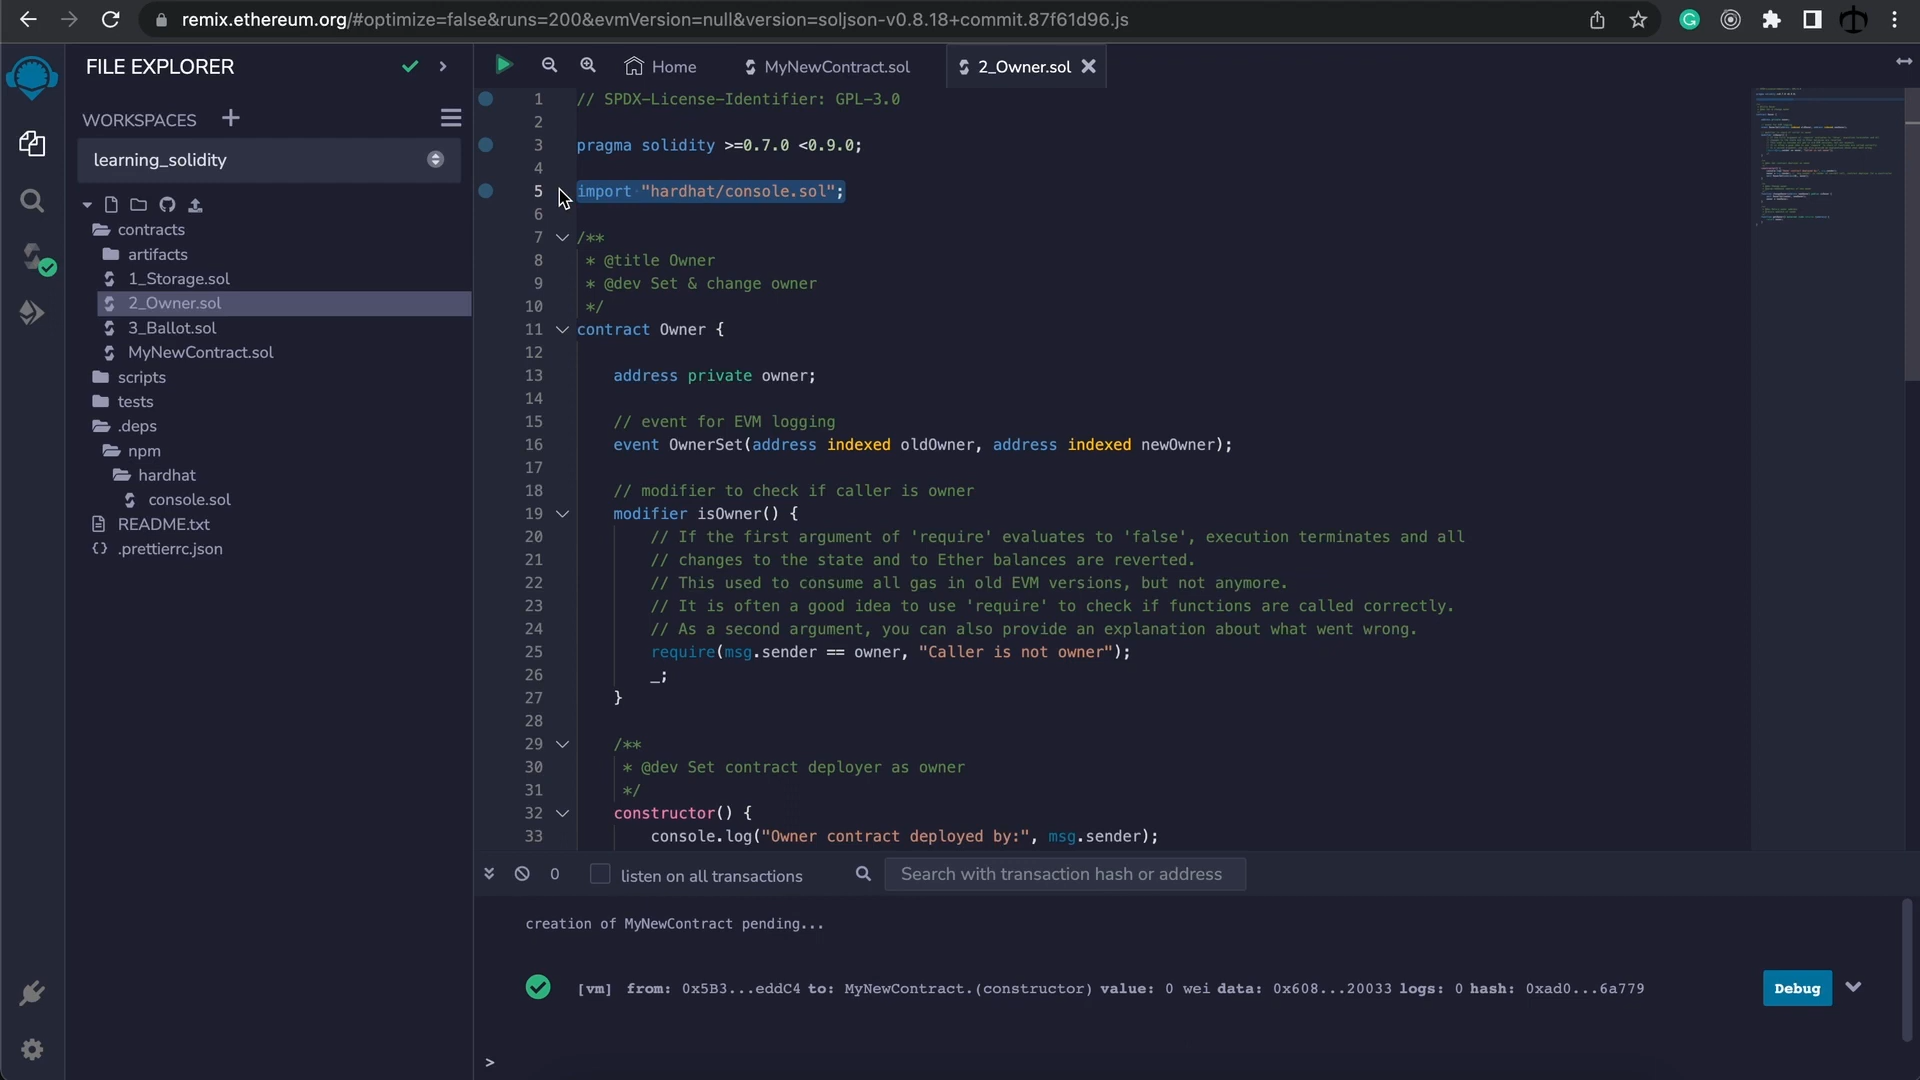 remix.ethereum.org/#optimize=false&runs=200&evmVersion=null&version=soljson-v0.8.18+commit.87f61d96.js
FILE EXPLORER
WORKSPACES
learning_solidity
contracts
artifacts
1_Storage.sol
2_Owner.sol
3_Ballot.sol
MyNewContract.sol
scripts
tests
.deps
npm
hardhat
console.sol
README.txt
{} .prettierrc.json
Home MyNewContract.sol 2_Owner.sol
1 // SPDX-License-Identifier: GPL-3.0
2
3 pragma solidity >=0.7.0 <0.9.0;
4
5 import "hardhat/console.sol";
6
7 /**
8 * @title Owner
9 * @dev Set & change owner
10 */
11 contract Owner {
12
13 address private owner;
14
15 // event for EVM logging
16 event OwnerSet(address indexed oldOwner, address indexed newOwner);
17
18 // modifier to check if caller is owner
19 modifier isOwner() {
20 // If the first argument of 'require' evaluates to 'false', execution terminates and all
21 // changes to the state and to Ether balances are reverted.
22 // This used to consume all gas in old EVM versions, but not anymore.
23 // It is often a good idea to use 'require' to check if functions are called correctly.
24 // As a second argument, you can also provide an explanation about what went wrong.
25 require(msg.sender == owner, "Caller is not owner");
26 _;
27 }
28
29 /**
30 * @dev Set contract deployer as owner
31 */
32 constructor() {
33 console.log("Owner contract deployed by:", msg.sender);
0 listen on all transactions Search with transaction hash or address
creation of MyNewContract pending...
[vm] from: 0x5B3...eddC4 to: MyNewContract.(constructor) value: 0 wei data: 0x608...20033 logs: 0 hash: 0xad0...6a779 Debug
>